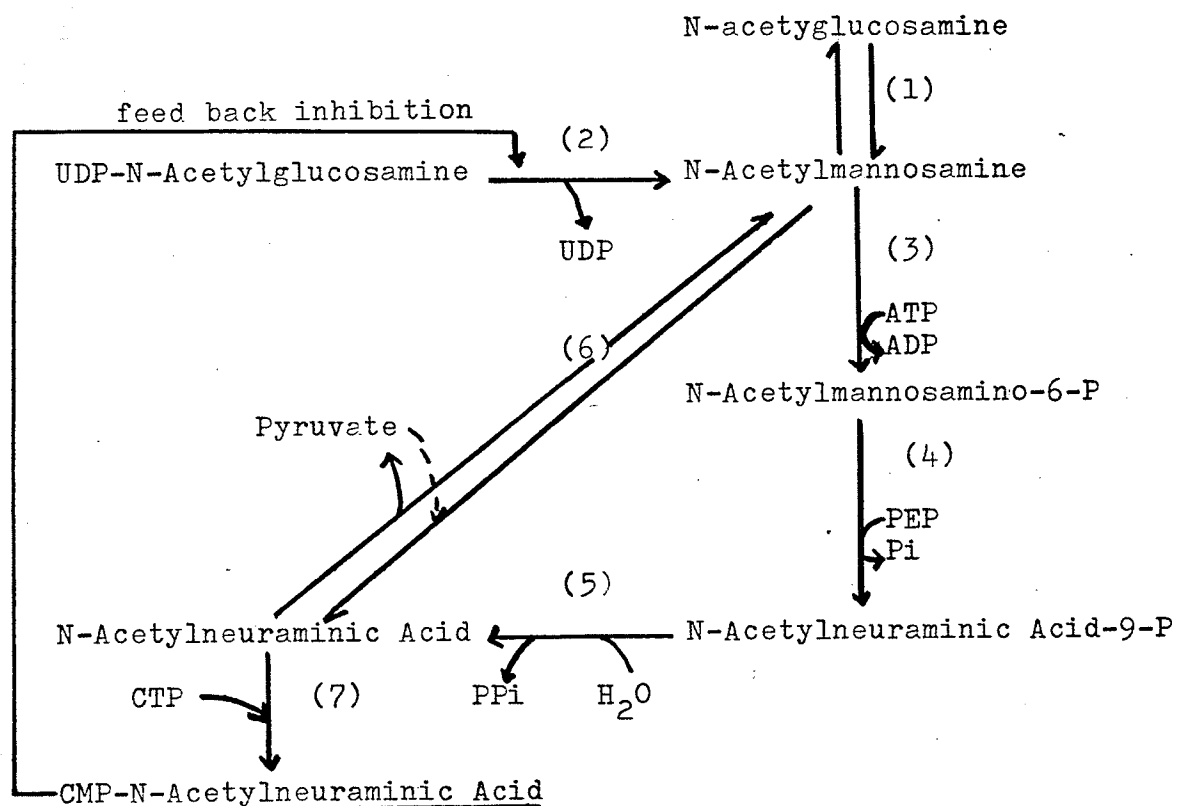 N-acetyglucosamine
(1)
feed back inhibition
(2)
UDP-N-Acetylglucosamine
N-Acetylmannosamine
UDP
(3)
ATP
ADP
(6)
N-Acetylmannosamino-6-P
Pyruvate
(4)
PEP
Pi
(5)
N-Acetylneuraminic Acid
N-Acetylneuraminic Acid-9-P
CTP
(7)
PPi
H₂O
CMP-N-Acetylneuraminic Acid